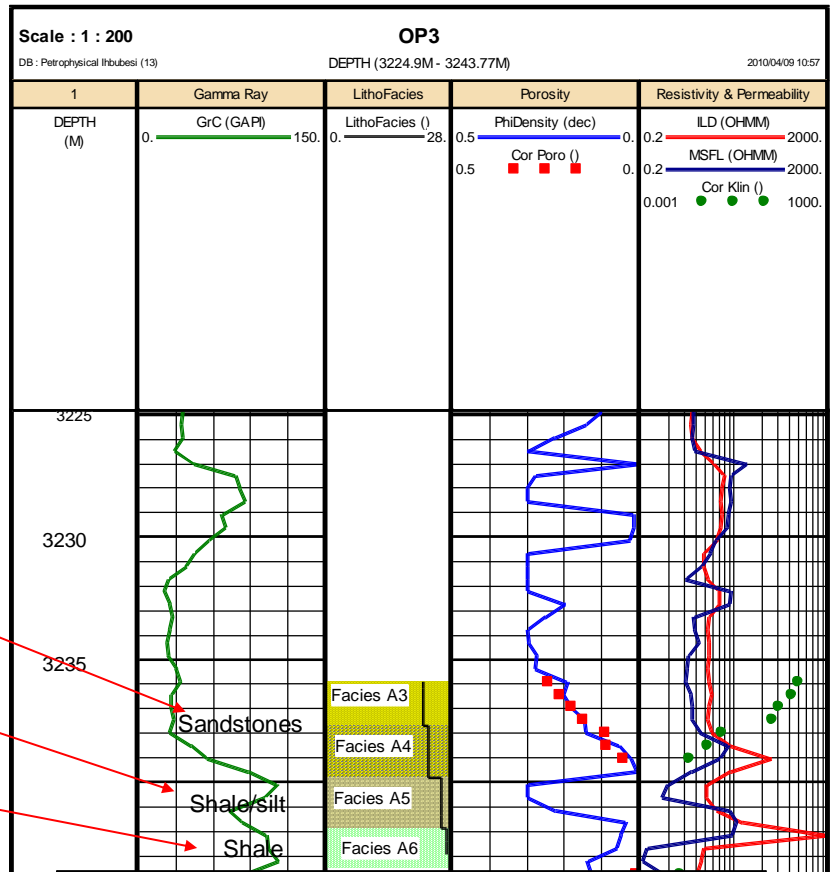 Scale : 1 : 200
OP3
DB : Petrophysical Ihbubesi (13)
DEPTH (3224.9M - 3243.77M)
2010/04/09 10:57
1
Gamma Ray
LithoFacies
Porosity
Resistivity & Permeability
DEPTH
(M)
GrC (GAPI)
0. 150.
LithoFacies ()
0. 28.
PhiDensity (dec)
0.5 0.
Cor Poro ()
0.5 0.
ILD (OHMM)
0.2 2000.
MSFL (OHMM)
0.2 2000.
Cor Klin ()
0.001 1000.
3225
3230
3235
Facies A3
Sandstones
Facies A4
Shale/silt
Facies A5
Shale
Facies A6